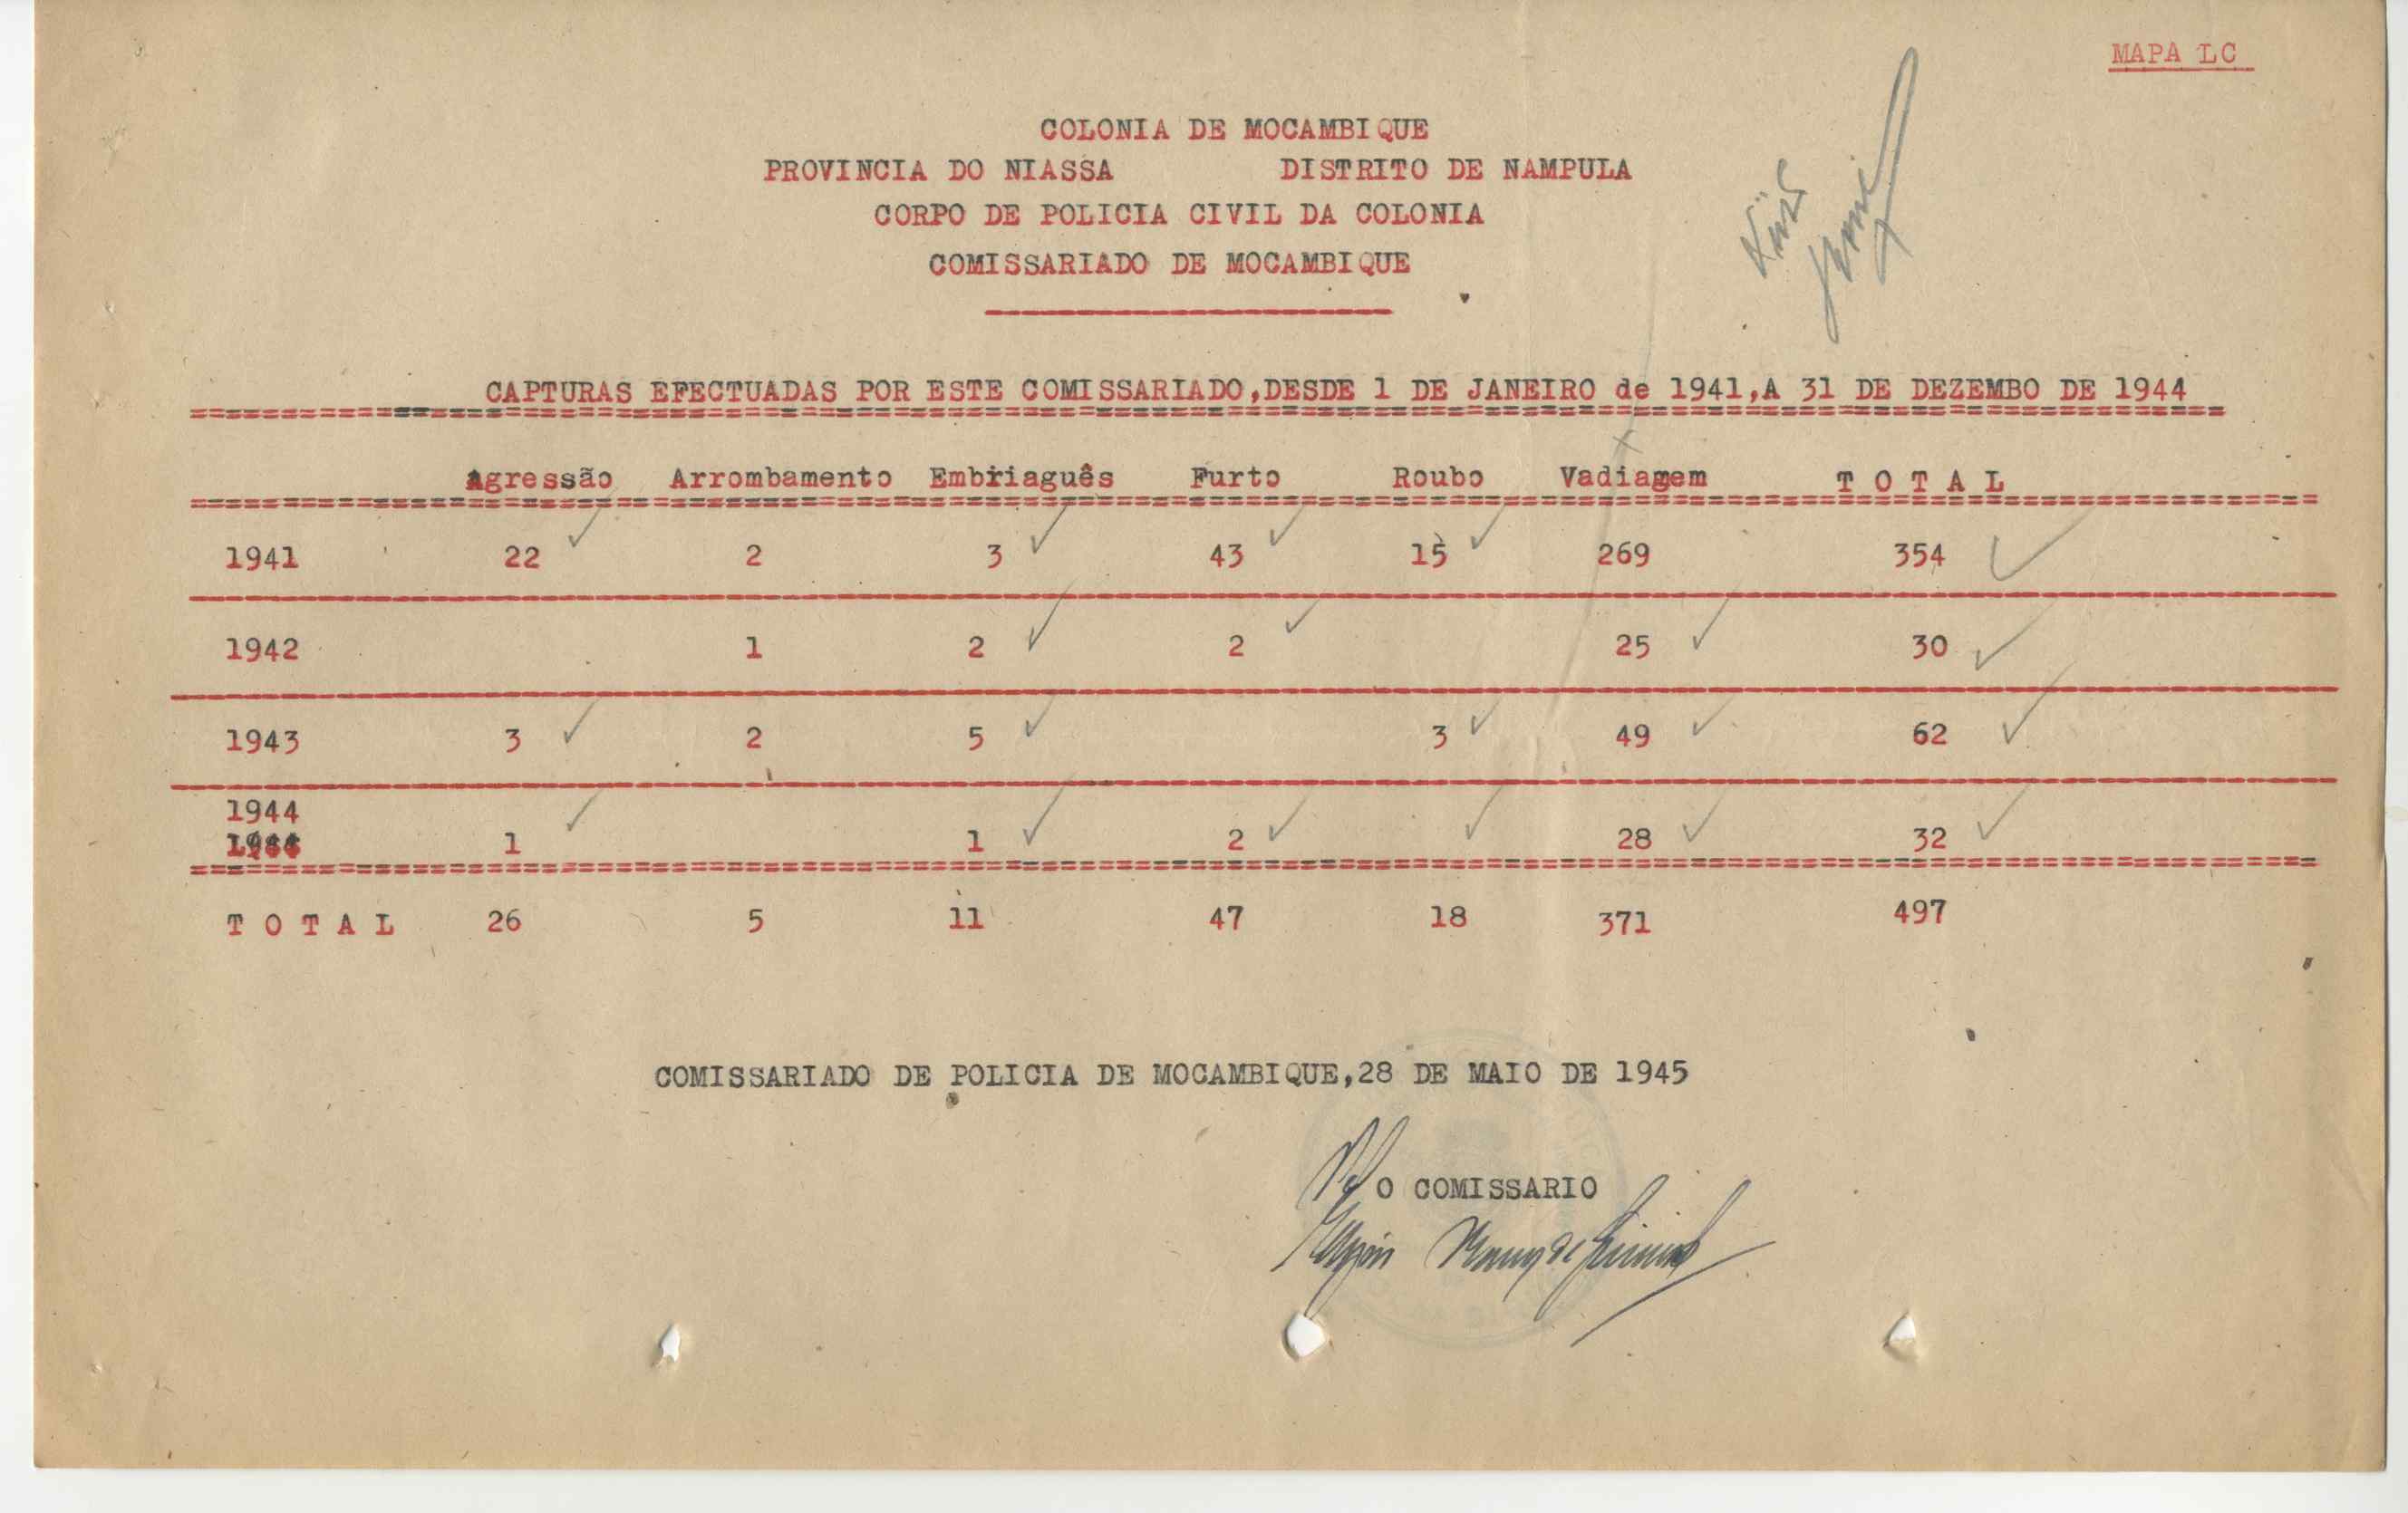 MAPA LC
COLONIA DE MOCAMBIQUE
PROVINCIA DO NIASSA DISTRITO DE NAMPULA
CORPO DE POLICIA CIVIL DA COLONIA
COMISSARIADO DE MOCAMBIQUE
CAPTURAS EFECTUADAS POR ESTE COMISSARIADO,DESDE 1 DE JANEIRO de 1941,A 31 DE DEZEMBO DE 1944
Agressão Arrombamento Embriaguês Furto Roubo Vadiagem T O T A L
1941 22 2 3 43 15 269 354
1942 1 2 2 25 30
1943 3 2 5 3 49 62
1944
1 1 2 28 32
T O T A L 26 5 11 47 18 371 497
COMISSARIADO DE POLICIA DE MOCAMBIQUE,28 DE MAIO DE 1945
O COMISSARIO